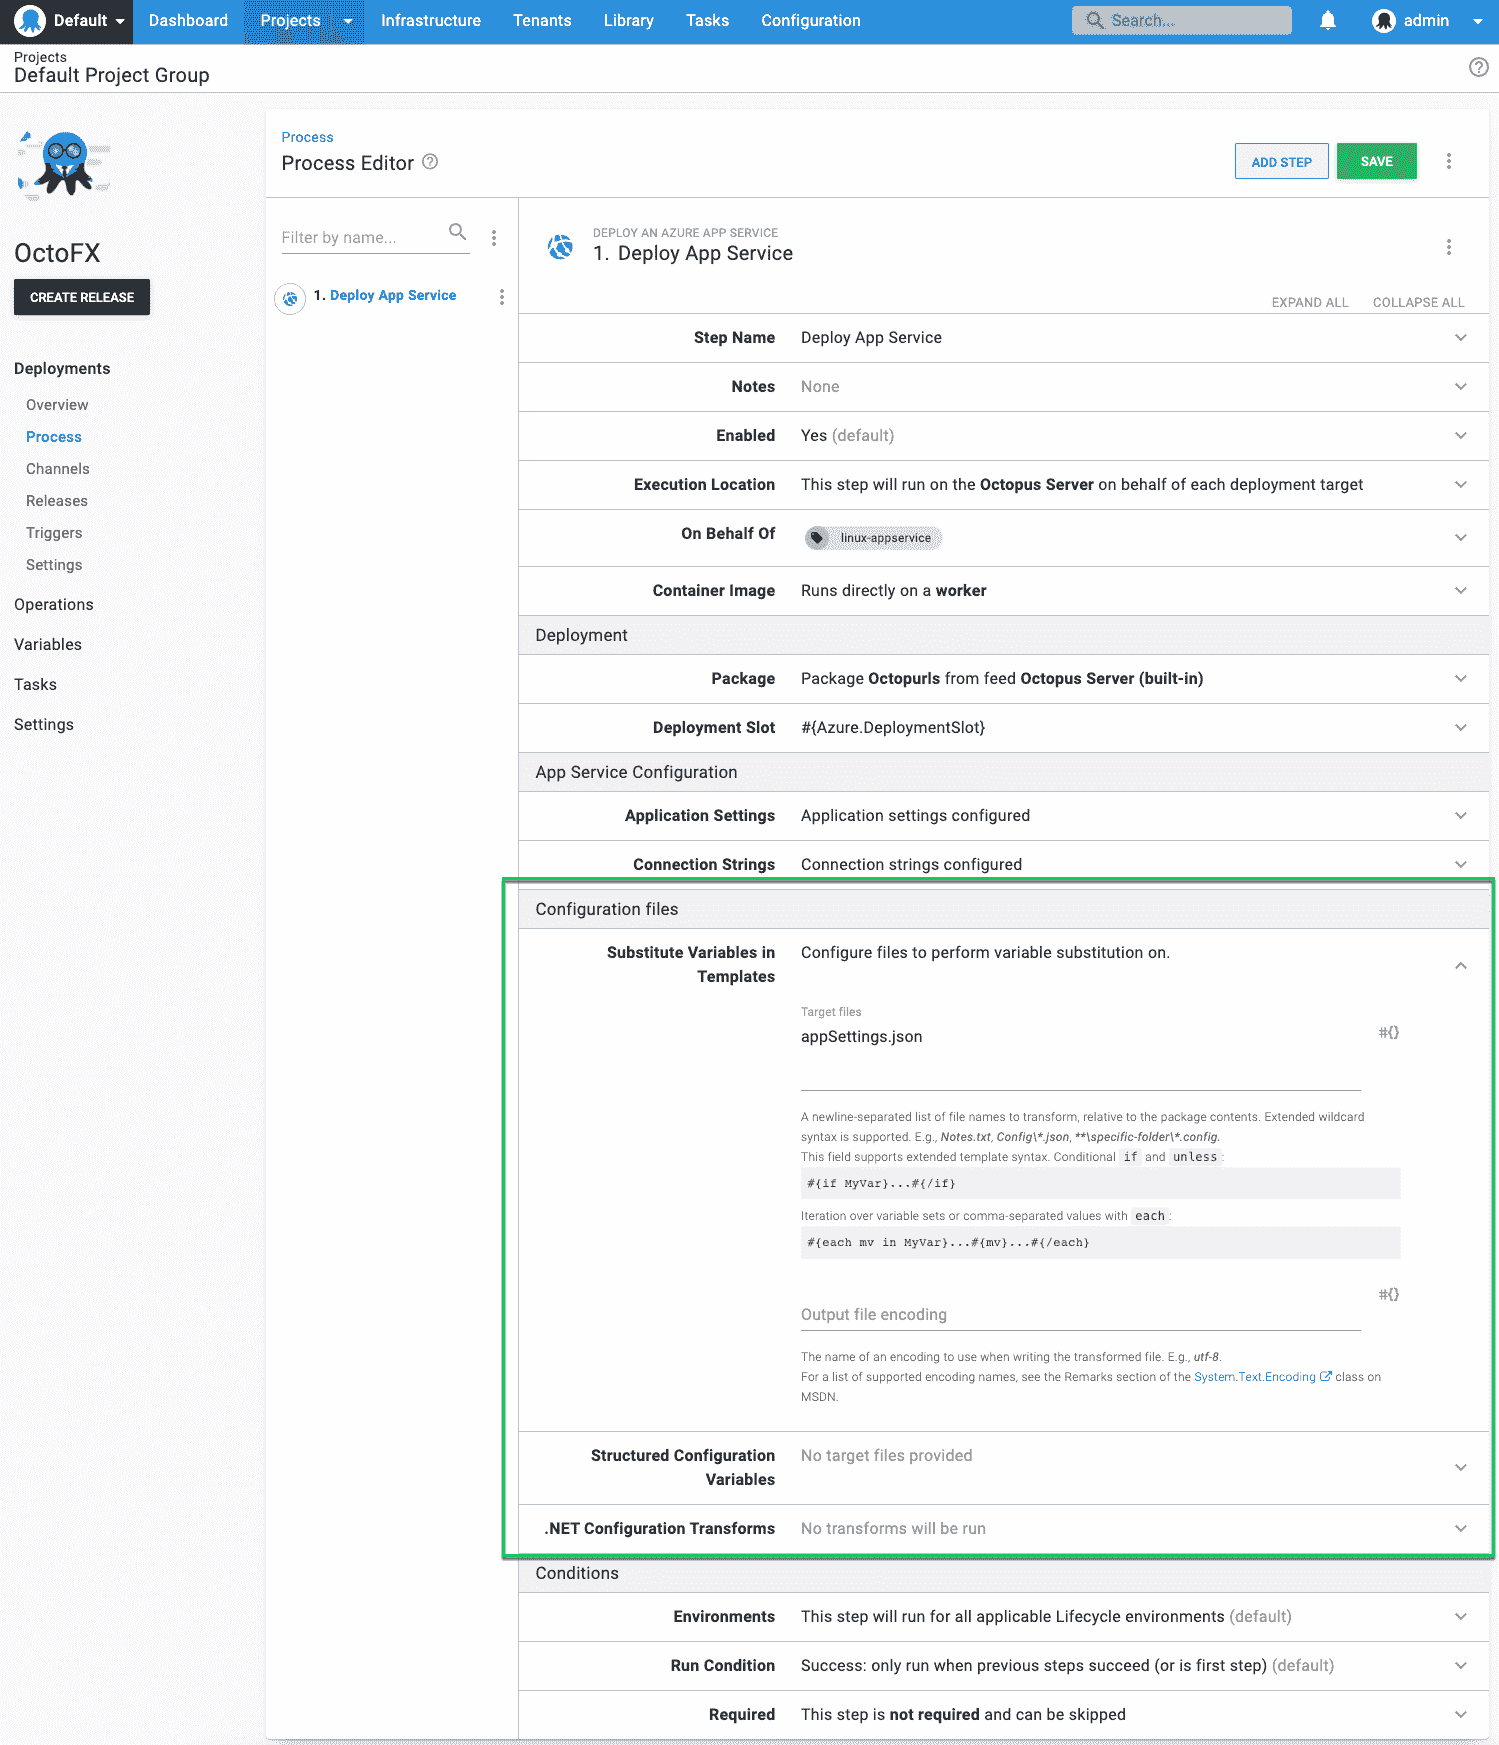 Default Dashboard Projects Infrastructure Tenants Library Tasks Configuration Search... admin
Projects
Default Project Group
Process
Process Editor
ADD STEP SAVE
OctoFX
CREATE RELEASE
Deployments
Overview
Process
Channels
Releases
Triggers
Settings
Operations
Variables
Tasks
Settings
Filter by name...
1. Deploy App Service
DEPLOY AN AZURE APP SERVICE
1. Deploy App Service
EXPAND ALL COLLAPSE ALL
Step Name Deploy App Service
Notes None
Enabled Yes (default)
Execution Location This step will run on the Octopus Server on behalf of each deployment target
On Behalf Of linux-appservice
Container Image Runs directly on a worker
Deployment
Package Package Octopurls from feed Octopus Server (built-in)
Deployment Slot #{Azure.DeploymentSlot}
App Service Configuration
Application Settings Application settings configured
Connection Strings Connection strings configured
Configuration files
Substitute Variables in
Templates
Configure files to perform variable substitution on.
Target files
appSettings.json
#{}
A newline-separated list of file names to transform, relative to the package contents. Extended wildcard
syntax is supported. E.g., Notes.txt, Config\*.json, **\specific-folder\*.config.
This field supports extended template syntax. Conditional if and unless:
#{if MyVar}...#{/if}
Iteration over variable sets or comma-separated values with each:
#{each mv in MyVar}...#{mv}...#{/each}
#{}
Output file encoding
The name of an encoding to use when writing the transformed file. E.g., utf-8.
For a list of supported encoding names, see the Remarks section of the System.Text.Encoding class on
MSDN.
Structured Configuration
Variables
No target files provided
.NET Configuration Transforms No transforms will be run
Conditions
Environments This step will run for all applicable Lifecycle environments (default)
Run Condition Success: only run when previous steps succeed (or is first step) (default)
Required This step is not required and can be skipped